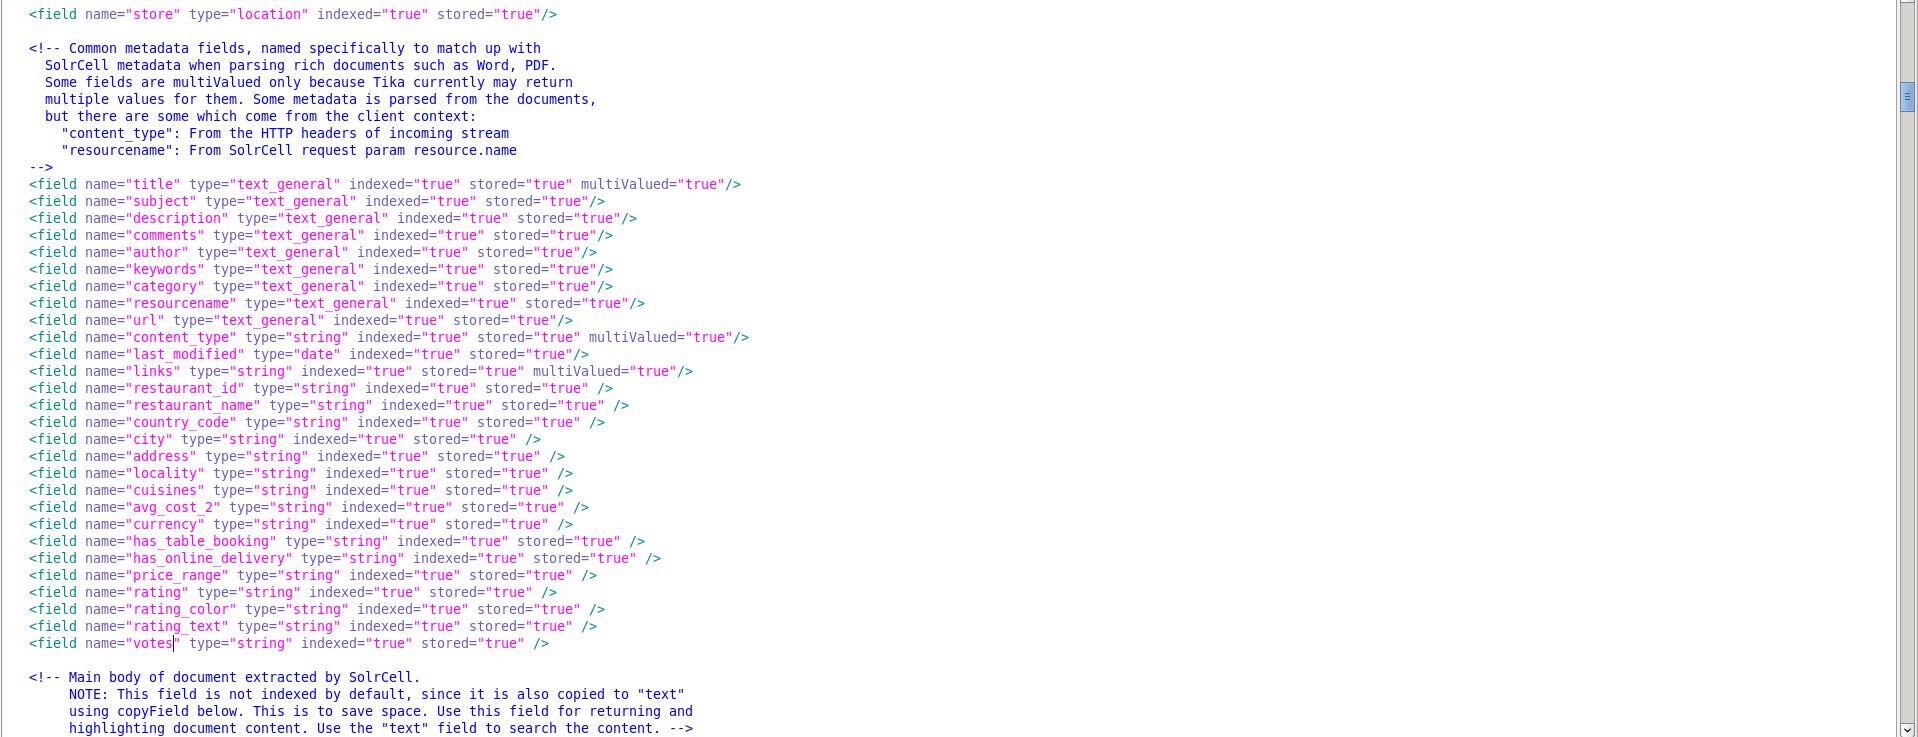 <field name="store" type="location" indexed="true" stored="true"/>
<!-- Common metadata fields, named specifically to match up with
SolrCell metadata when parsing rich documents such as Word, PDF.
Some fields are multiValued only because Tika currently may return
multiple values for them. Some metadata is parsed from the documents,
but there are some which come from the client context:
"content_type": From the HTTP headers of incoming stream
"resourcename": From SolrCell request param resource.name
-->
<field name="title" type="text_general" indexed="true" stored="true" multiValued="true"/>
<field name="subject" type="text_general" indexed="true" stored="true"/>
<field name="description" type="text_general" indexed="true" stored="true"/>
<field name="comments" type="text_general" indexed="true" stored="true"/>
<field name="author" type="text_general" indexed="true" stored="true"/>
<field name="keywords" type="text_general" indexed="true" stored="true"/>
<field name="category" type="text_general" indexed="true" stored="true"/>
<field name="resourcename" type="text_general" indexed="true" stored="true"/>
<field name="url" type="text_general" indexed="true" stored="true"/>
<field name="content_type" type="string" indexed="true" stored="true" multiValued="true"/>
<field name="last_modified" type="date" indexed="true" stored="true"/>
<field name="links" type="string" indexed="true" stored="true" multiValued="true"/>
<field name="restaurant_id" type="string" indexed="true" stored="true" />
<field name="restaurant_name" type="string" indexed="true" stored="true" />
<field name="country_code" type="string" indexed="true" stored="true" />
<field name="city" type="string" indexed="true" stored="true" />
<field name="address" type="string" indexed="true" stored="true" />
<field name="locality" type="string" indexed="true" stored="true" />
<field name="cuisines" type="string" indexed="true" stored="true" />
<field name="avg_cost_2" type="string" indexed="true" stored="true" />
<field name="currency" type="string" indexed="true" stored="true" />
<field name="has_table_booking" type="string" indexed="true" stored="true" />
<field name="has_online_delivery" type="string" indexed="true" stored="true" />
<field name="price_range" type="string" indexed="true" stored="true" />
<field name="rating" type="string" indexed="true" stored="true" />
<field name="rating_color" type="string" indexed="true" stored="true" />
<field name="rating_text" type="string" indexed="true" stored="true" />
<field name="votes" type="string" indexed="true" stored="true" />
<!-- Main body of document extracted by SolrCell.
NOTE: This field is not indexed by default, since it is also copied to "text"
using copyField below. This is to save space. Use this field for returning and
highlighting document content. Use the "text" field to search the content. -->